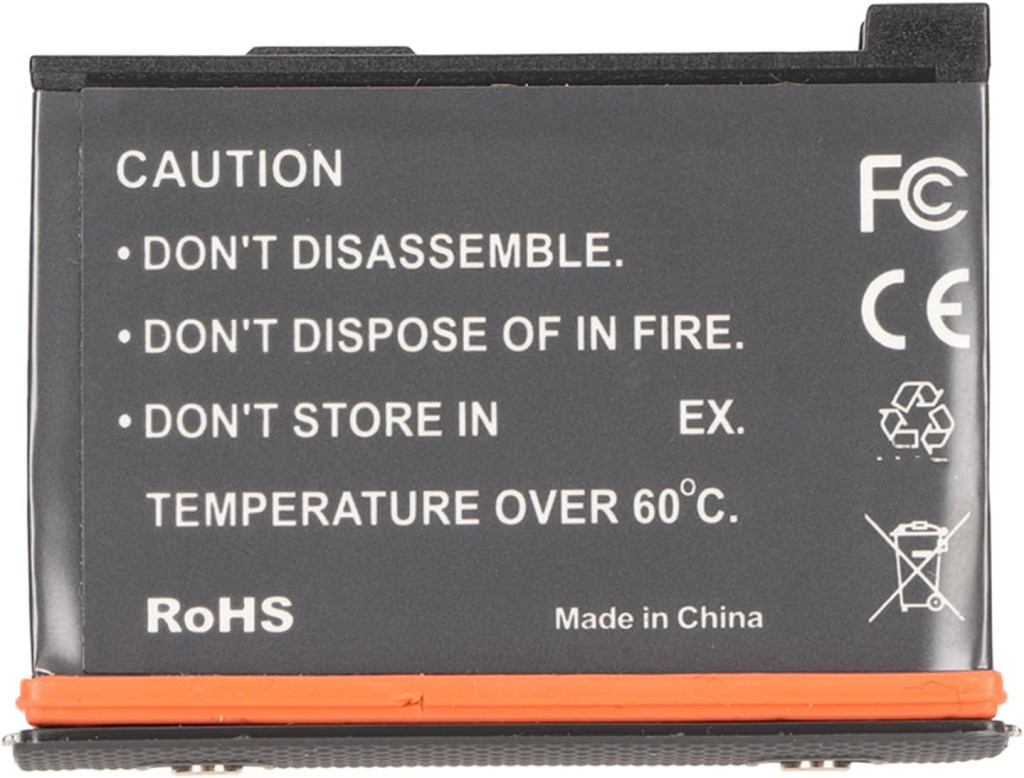 CAUTION
• DON'T DISASSEMBLE.
• DON'T DISPOSE OF IN FIRE.
• DON'T STORE IN EX.
TEMPERATURE OVER 60°C.
RoHS
Made in China
FC
CE